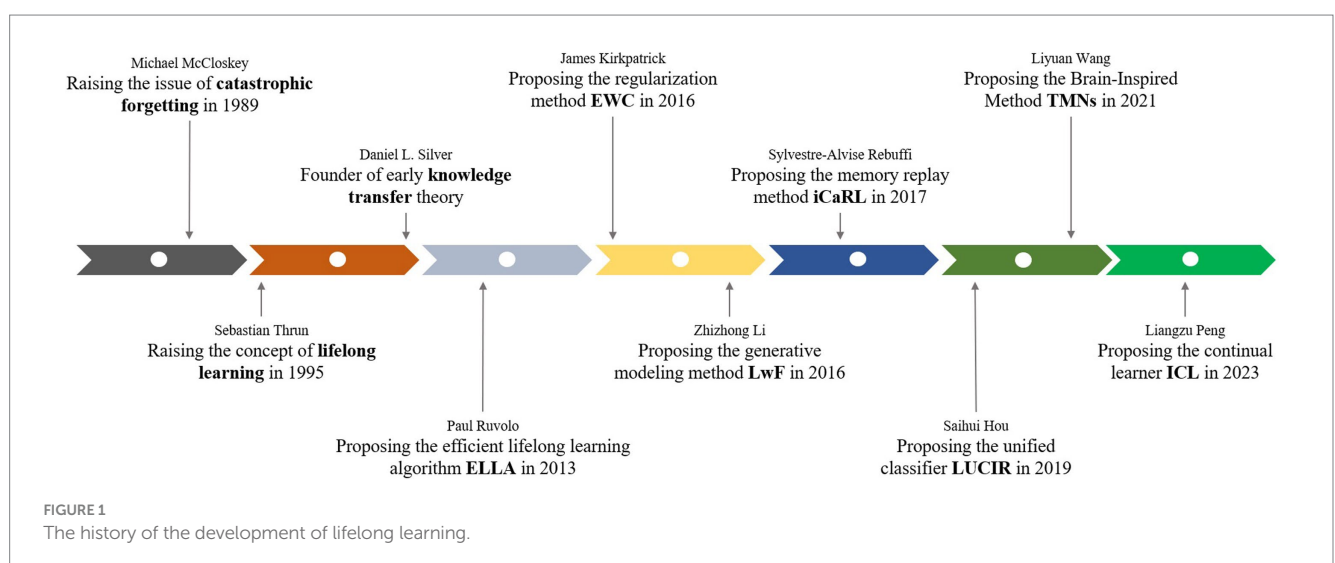 Michael McCloskey
Raising the issue of catastrophic
forgetting in 1989
Daniel L. Silver
Founder of early knowledge
transfer theory
James Kirkpatrick
Proposing the regularization
method EWC in 2016
Sylvestre-Alvise Rebuffi
Proposing the memory replay
method iCaRL in 2017
Liyuan Wang
Proposing the Brain-Inspired
Method TMNs in 2021
Sebastian Thrun
Raising the concept of lifelong
learning in 1995
Paul Ruvolo
Proposing the efficient lifelong learning
algorithm ELLA in 2013
Zhizhong Li
Proposing the generative
modeling method LwF in 2016
Saihui Hou
Proposing the unified
classifier LUCIR in 2019
Liangzu Peng
Proposing the continual
learner ICL in 2023
FIGURE 1
The history of the development of lifelong learning.